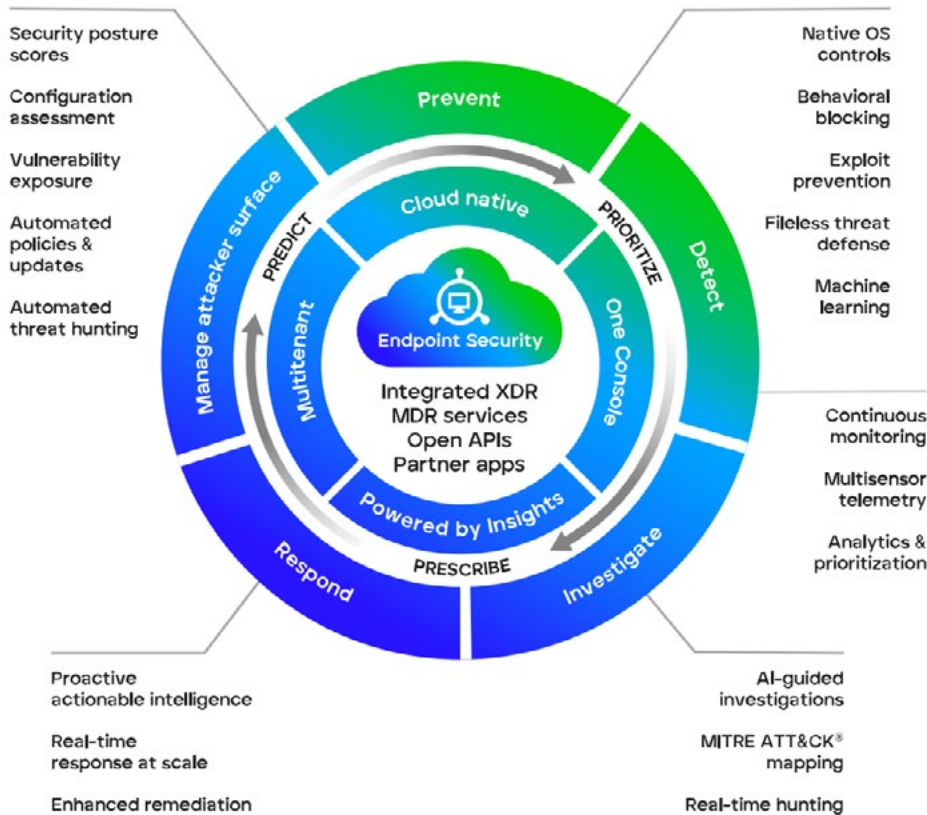 Security posture
scores
Configuration
assessment
Vulnerability
exposure
Automated
policies &
updates
Automated
threat hunting
Native OS
controls
Behavioral
blocking
Exploit
prevention
Fileless threat
defense
Machine
learning
Continuous
monitoring
Multisensor
telemetry
Analytics &
prioritization
Prevent
Detect
Investigate
Respond
Manage attacker surface
PREDICT
PRIORITIZE
PRESCRIBE
Cloud native
One Console
Powered by Insights
Multitenant
Endpoint Security
Integrated XDR
MDR services
Open APIs
Partner apps
Proactive
actionable intelligence
Real-time
response at scale
Enhanced remediation
AI-guided
investigations
MITRE ATT&CK®
mapping
Real-time hunting